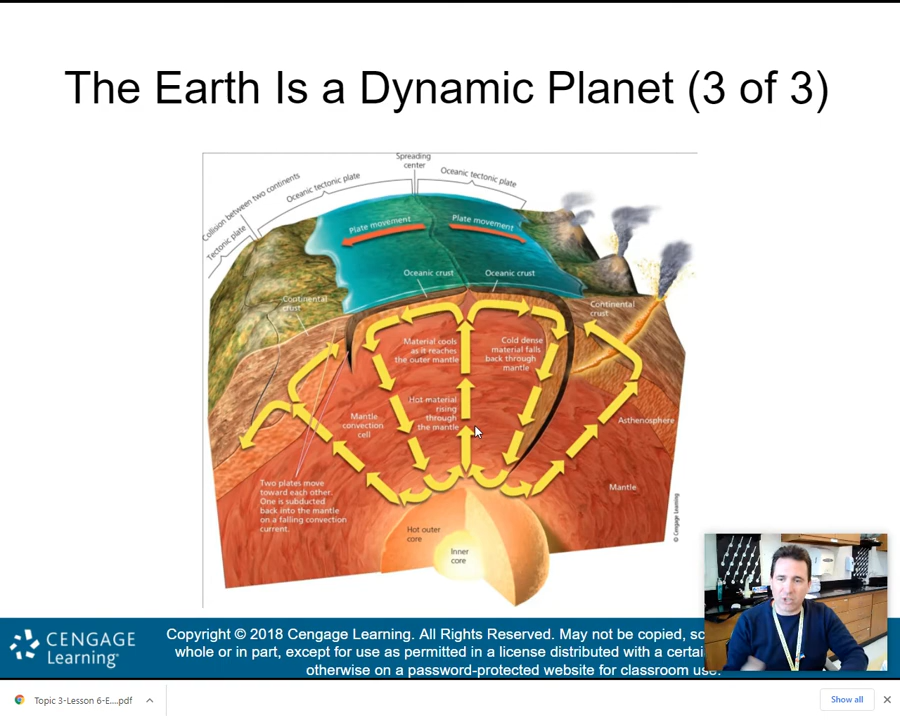 The Earth Is a Dynamic Planet (3 of 3)
Spreading
center
Collision between two continents
Oceanic tectonic plate
Oceanic tectonic plate
Tectonic plate
Plate movement
Plate movement
Oceanic crust
Oceanic crust
Continental
crust
Continental
crust
Material cools
as it reaches
the outer mantle
Cold dense
material falls
back through
mantle
Hot material
rising
through
the mantle
Mantle
convection
cell
Asthenosphere
Two plates move
toward each other.
One is subducted
back into the mantle
on a falling convection
current.
Mantle
Hot outer
core
Inner
core
© Cengage Learning
CENGAGE
Learning
Copyright © 2018 Cengage Learning. All Rights Reserved. May not be copied, sc
whole or in part, except for use as permitted in a license distributed with a certai
otherwise on a password-protected website for classroom use.
Topic 3-Lesson 6-E....pdf
Show all